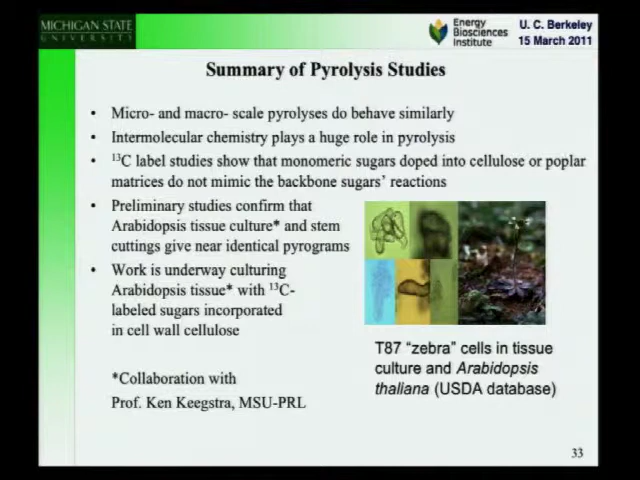 MICHIGAN STATE
UNIVERSITY
Energy
Biosciences
Institute
U. C. Berkeley
15 March 2011
Summary of Pyrolysis Studies
• Micro- and macro- scale pyrolyses do behave similarly
• Intermolecular chemistry plays a huge role in pyrolysis
• ¹³C label studies show that monomeric sugars doped into cellulose or poplar
matrices do not mimic the backbone sugars' reactions
• Preliminary studies confirm that
Arabidopsis tissue culture* and stem
cuttings give near identical pyrograms
• Work is underway culturing
Arabidopsis tissue* with ¹³C-
labeled sugars incorporated
in cell wall cellulose
*Collaboration with
Prof. Ken Keegstra, MSU-PRL
T87 "zebra" cells in tissue
culture and Arabidopsis
thaliana (USDA database)
33